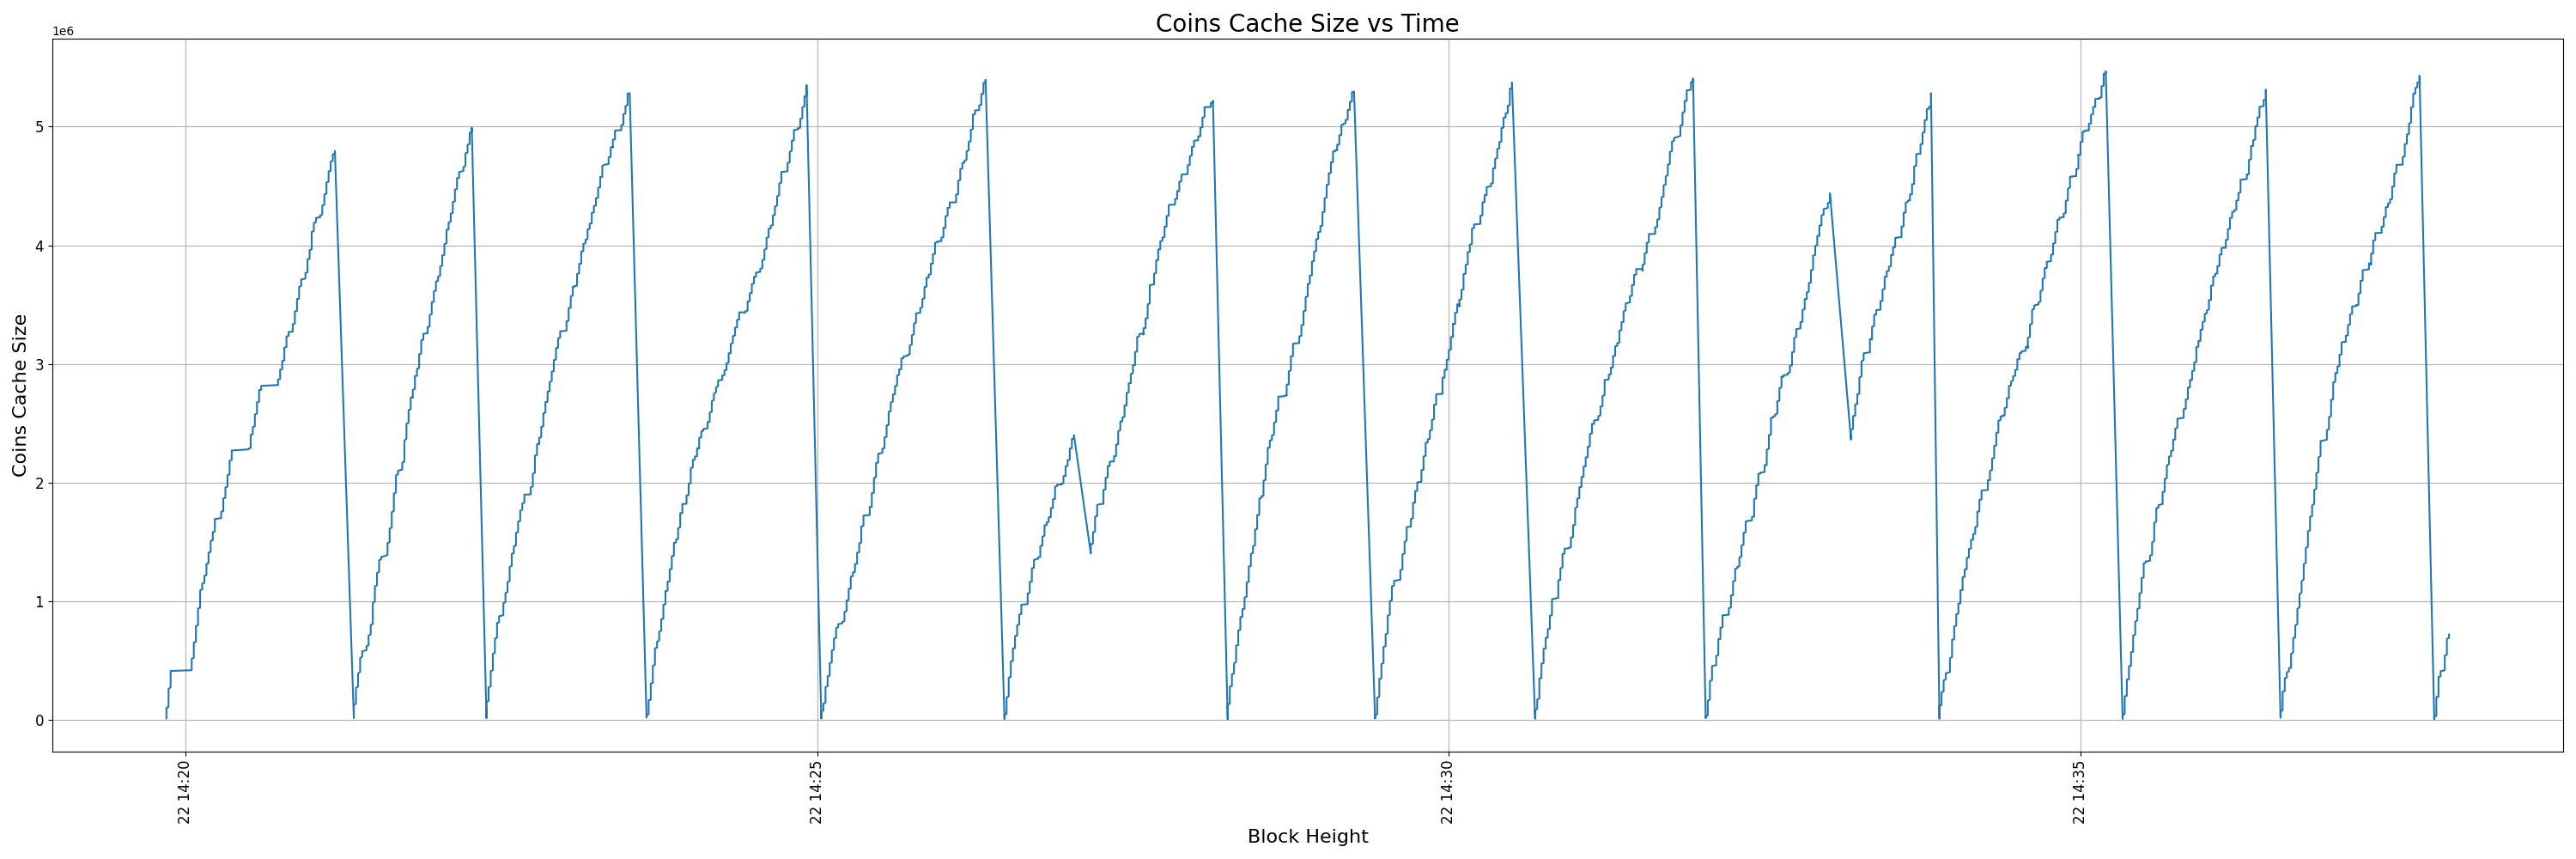 Coins Cache Size vs Time
1e6
5
4
3
2
1
0
Coins Cache Size
22 14:20
22 14:25
22 14:30
22 14:35
Block Height